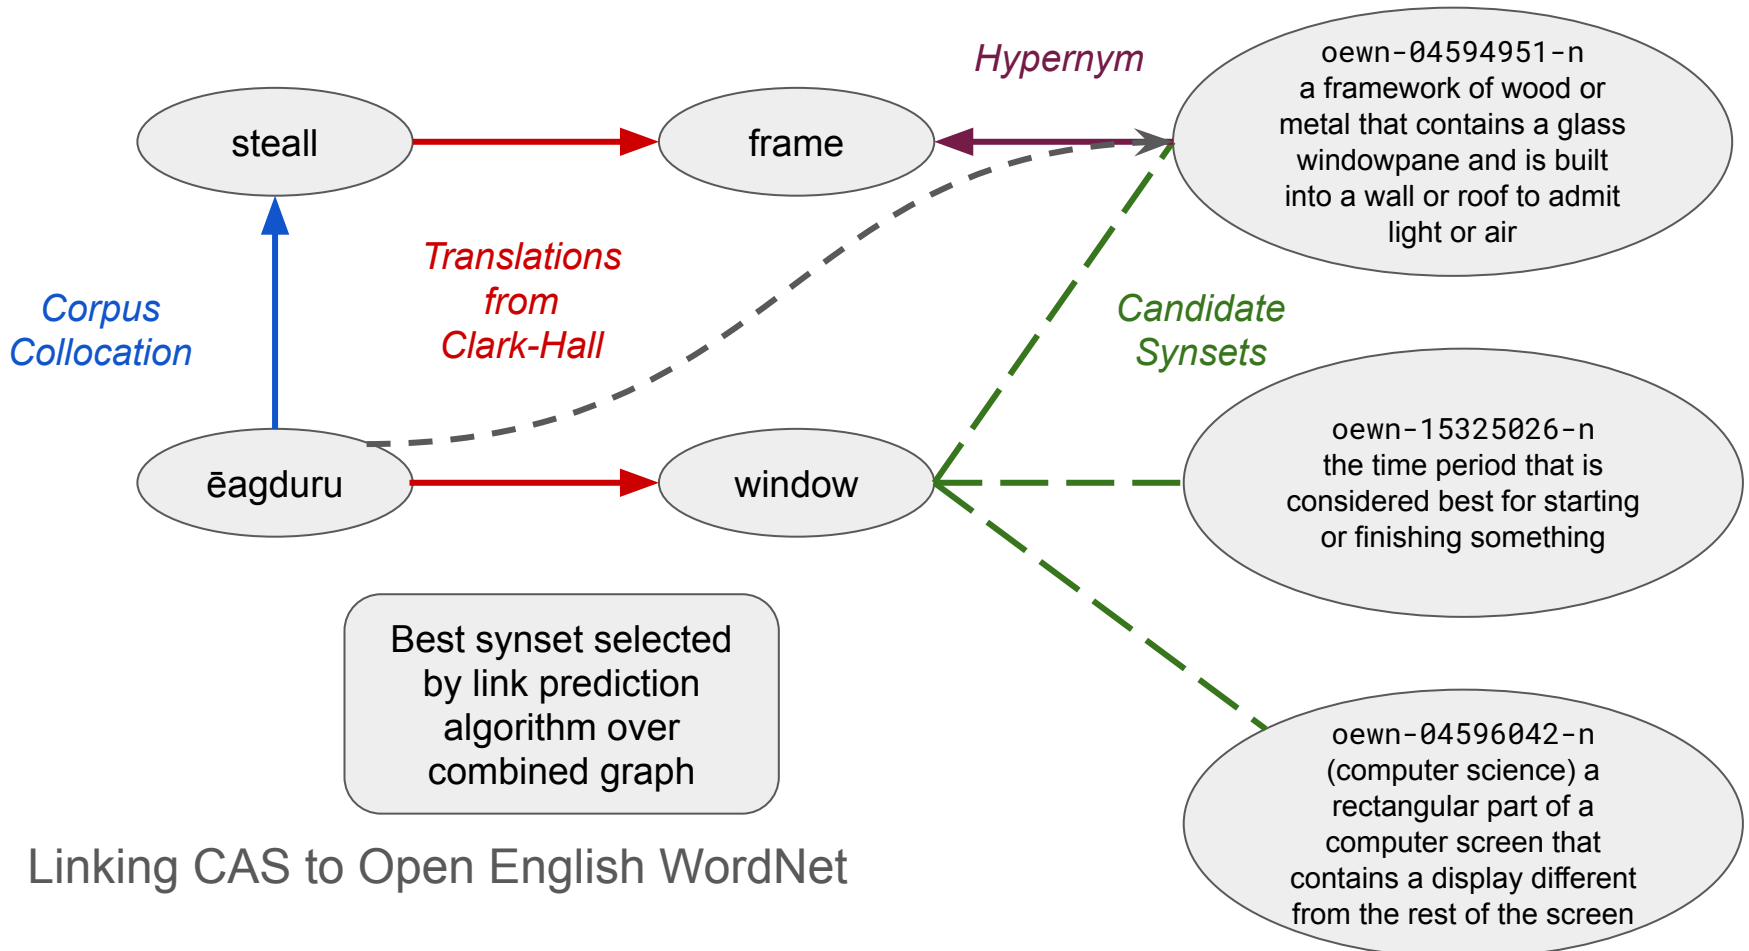 Hypernym
oewn-04594951-n
a framework of wood or
metal that contains a glass
windowpane and is built
into a wall or roof to admit
light or air
steall
frame
Translations
from
Clark-Hall
Corpus
Collocation
Candidate
Synsets
ēagduru
window
oewn-15325026-n
the time period that is
considered best for starting
or finishing something
Best synset selected
by link prediction
algorithm over
combined graph
oewn-04596042-n
(computer science) a
rectangular part of a
computer screen that
contains a display different
from the rest of the screen
Linking CAS to Open English WordNet